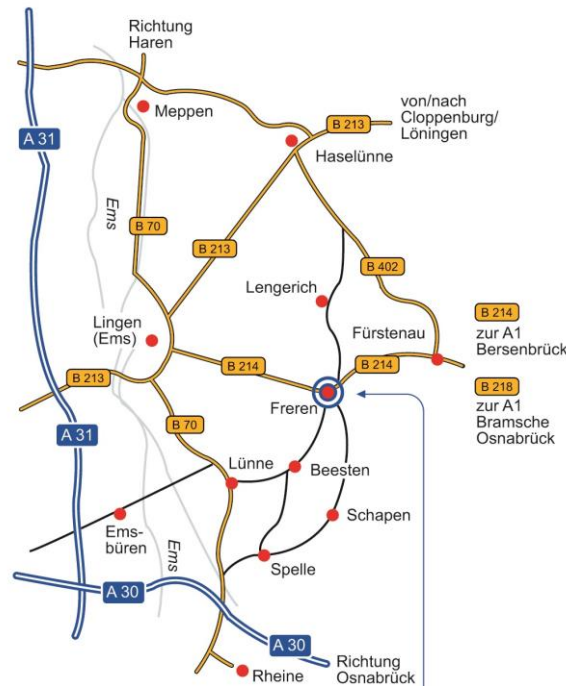 Richtung
Haren
A 31
Meppen
von/nach
Cloppenburg/
Löningen
B 213
Haselünne
Ems
B 70
B 213
B 402
Lengerich
Lingen
(Ems)
Fürstenau
B 214
zur A1
Bersenbrück
B 213
B 214
B 214
B 218
zur A1
Bramsche
Osnabrück
Freren
A 31
B 70
Lünne
Beesten
Ems-
büren
Schapen
Ems
Spelle
A 30
A 30
Rheine
Richtung
Osnabrück